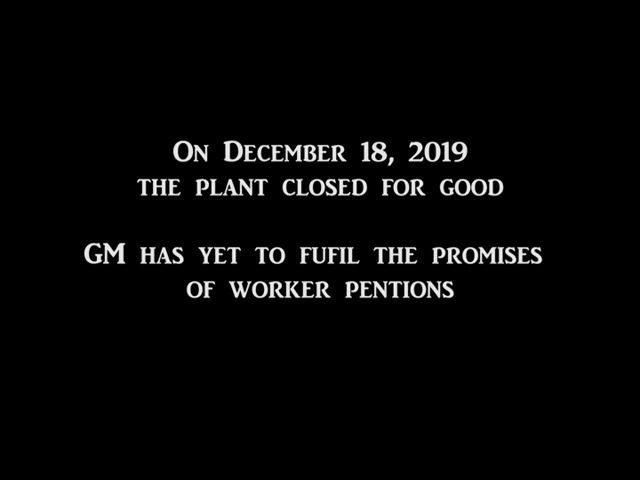 On December 18, 2019
the plant closed for good
GM has yet to fufil the promises
of worker pentions